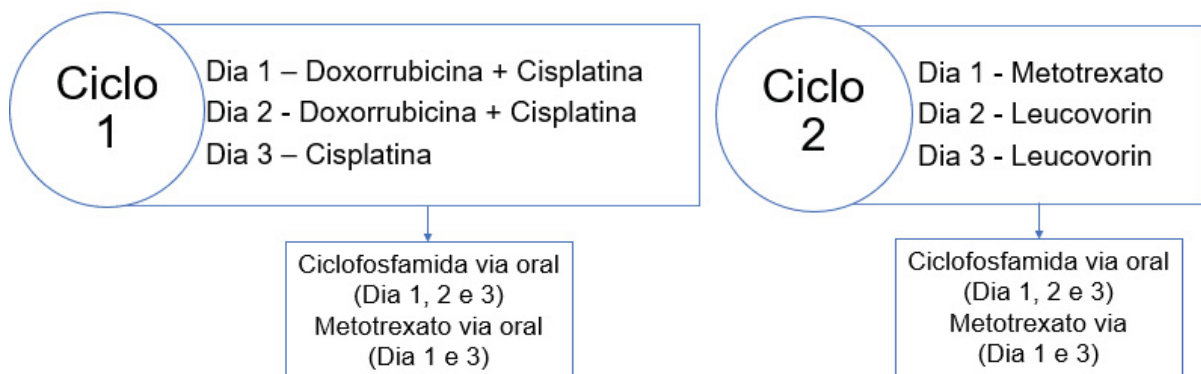 Ciclo
1
Dia 1 – Doxorrubicina + Cisplatina
Dia 2 - Doxorrubicina + Cisplatina
Dia 3 – Cisplatina
Ciclofosfamida via oral
(Dia 1, 2 e 3)
Metotrexato via oral
(Dia 1 e 3)
Ciclo
2
Dia 1 - Metotrexato
Dia 2 - Leucovorin
Dia 3 - Leucovorin
Ciclofosfamida via oral
(Dia 1, 2 e 3)
Metotrexato via
(Dia 1 e 3)